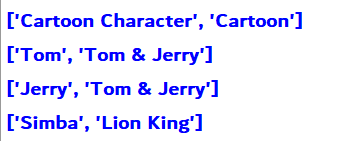 ['Cartoon Character', 'Cartoon']
['Tom', 'Tom & Jerry']
['Jerry', 'Tom & Jerry']
['Simba', 'Lion King']